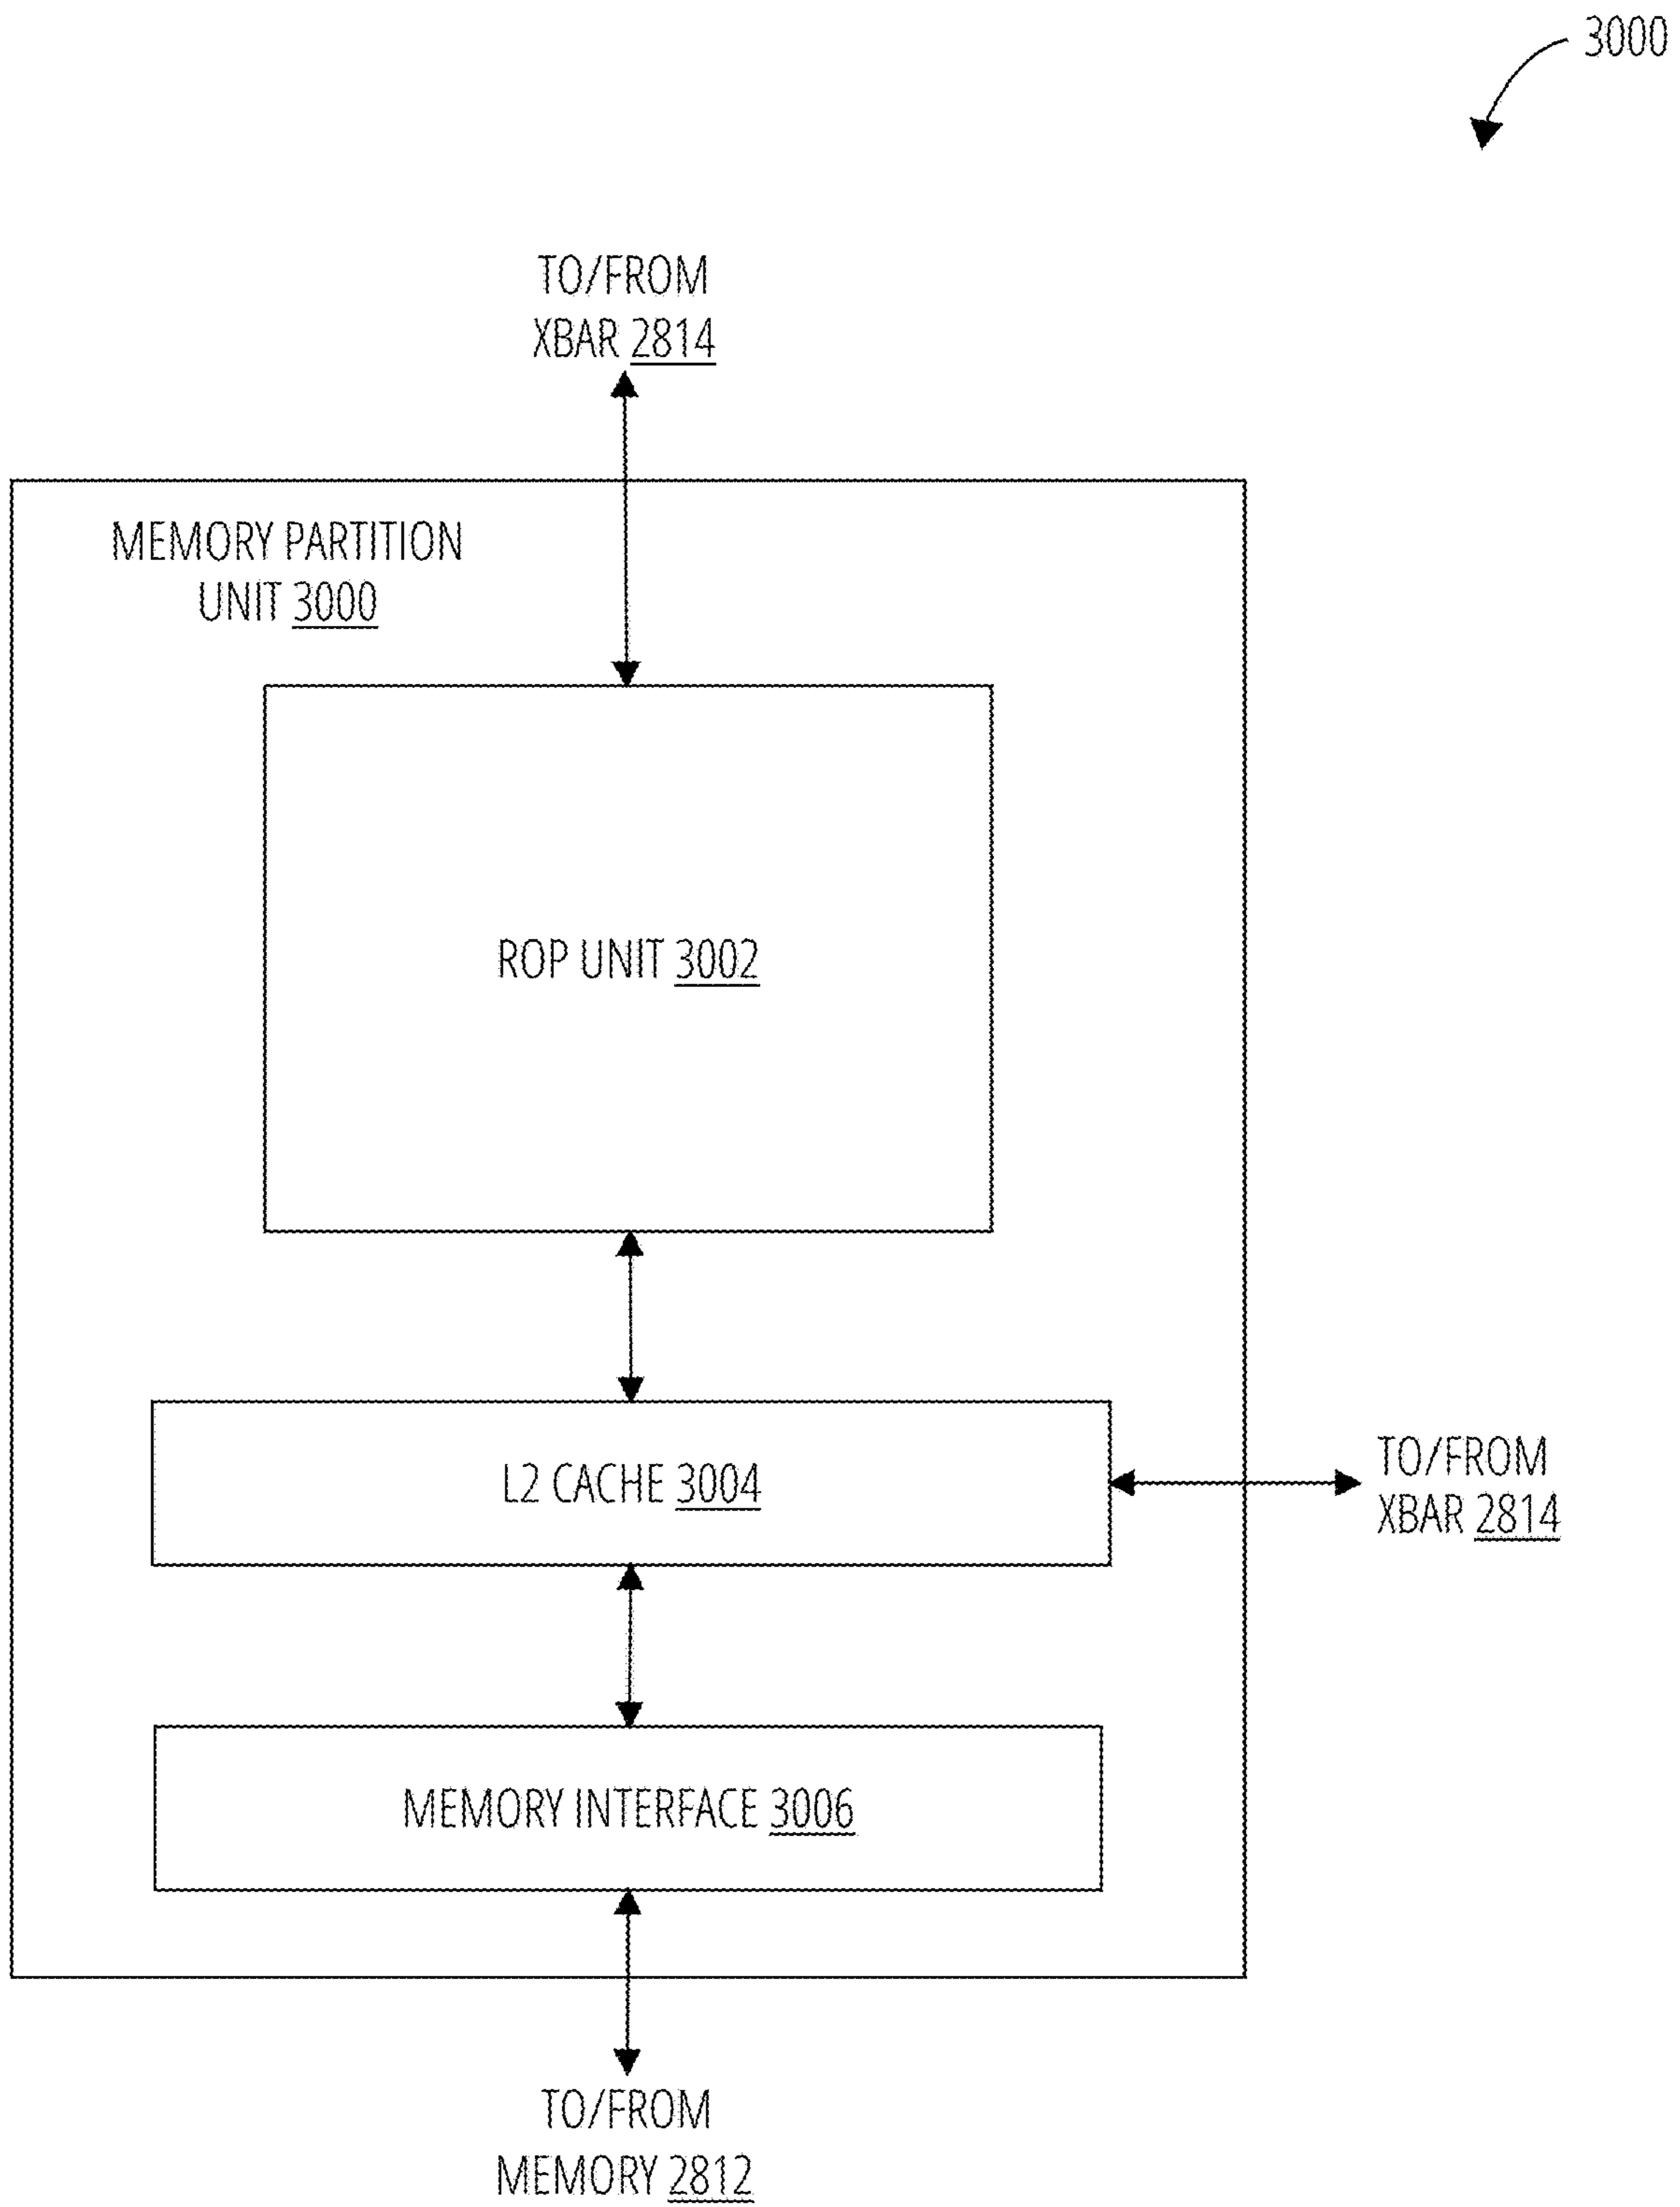 3000
TO/FROM
XBAR 2814
MEMORY PARTITION
UNIT 3000
ROP UNIT 3002
L2 CACHE 3004
TO/FROM
XBAR 2814
MEMORY INTERFACE 3006
TO/FROM
MEMORY 2812